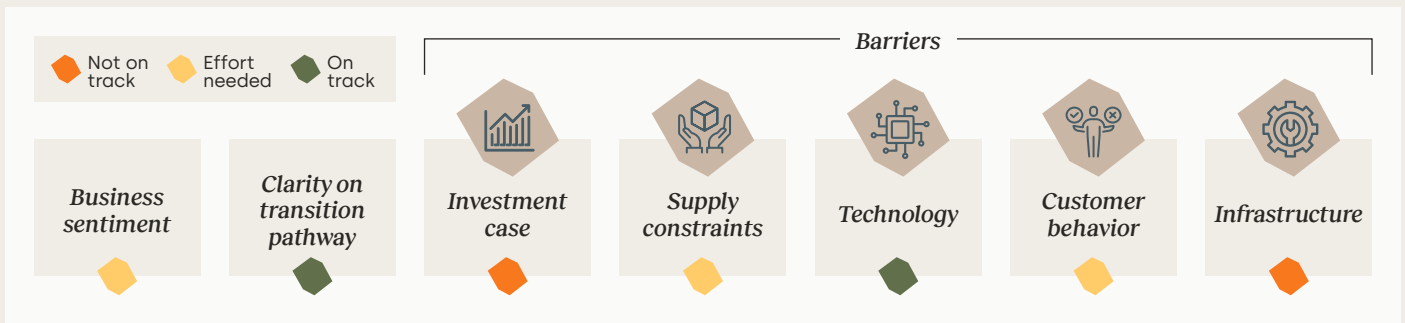 Not on
track
Effort
needed
On
track
Barriers
Business
sentiment
Clarity on
transition
pathway
Investment
case
Supply
constraints
Technology
Customer
behavior
Infrastructure